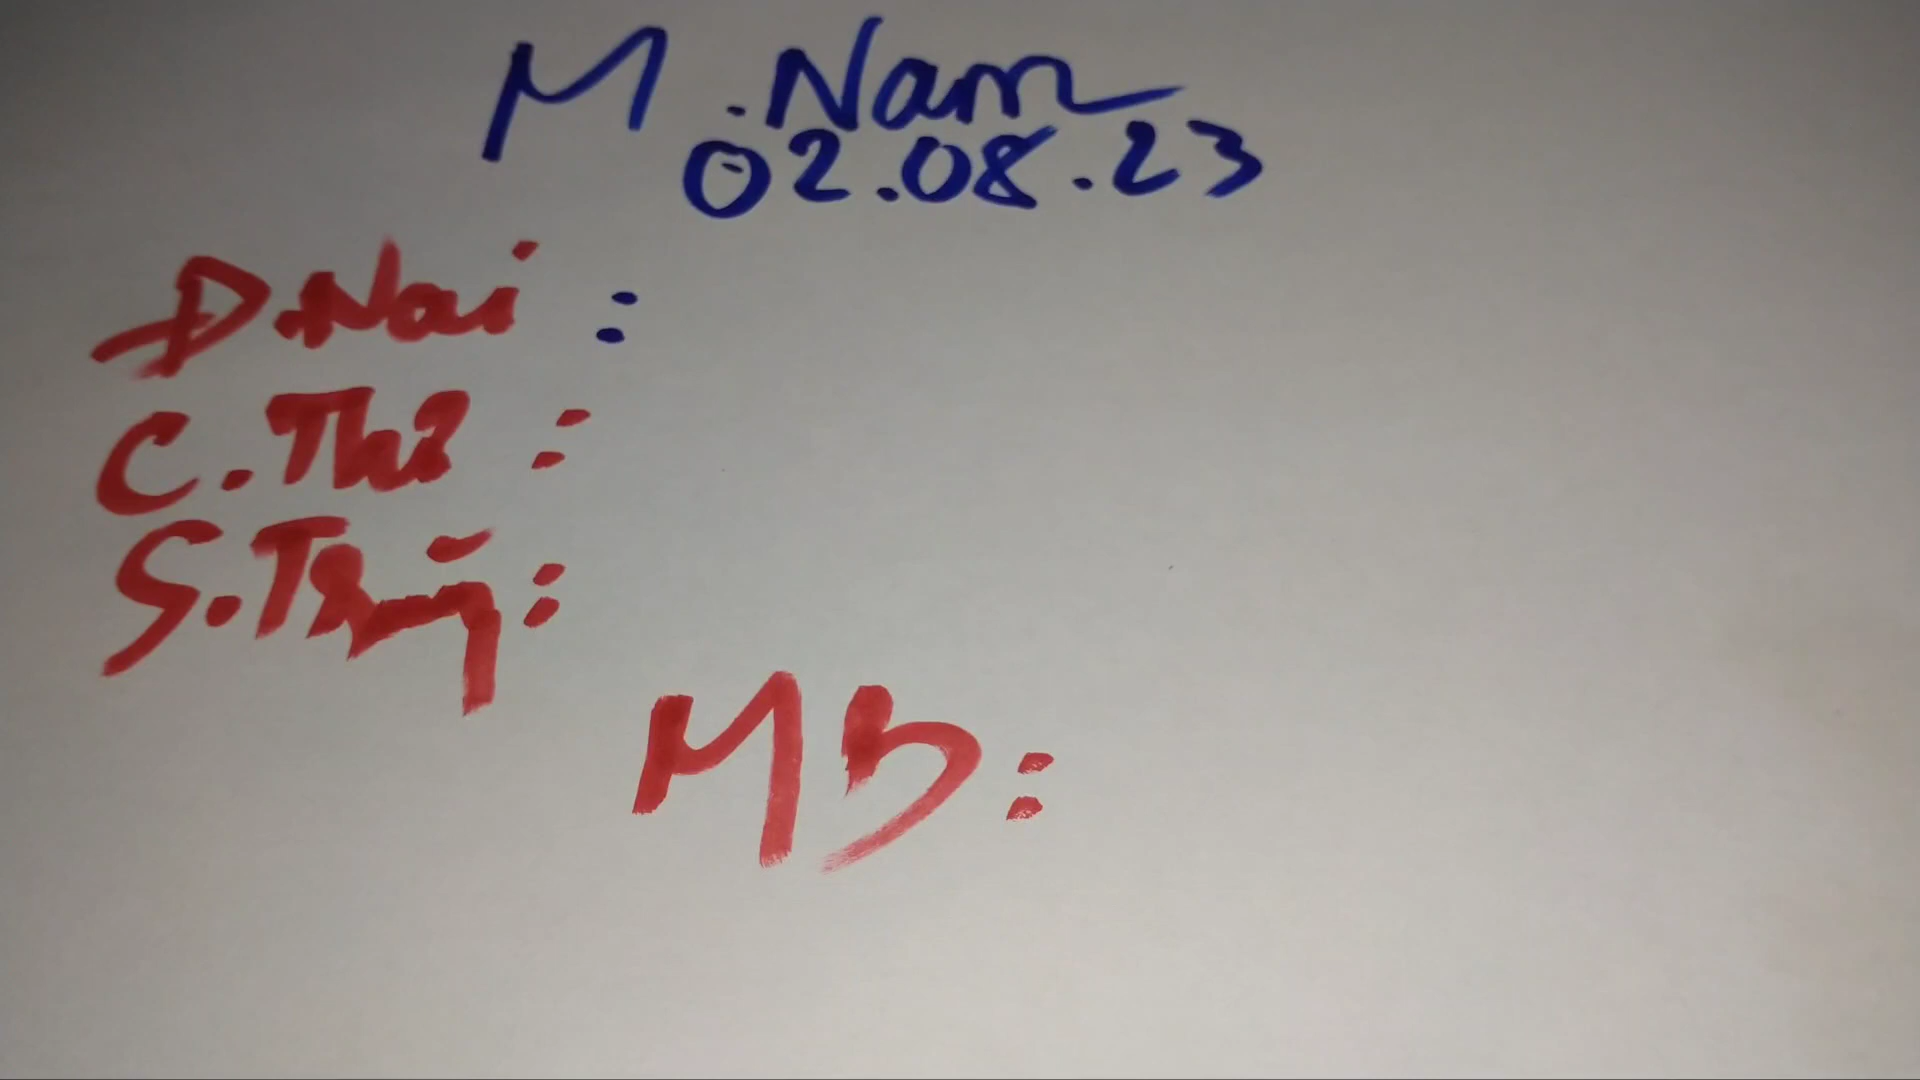 M.Nam
02.08.23
Đ.Nai :
C.Thơ :
S.Trăng :
MB :